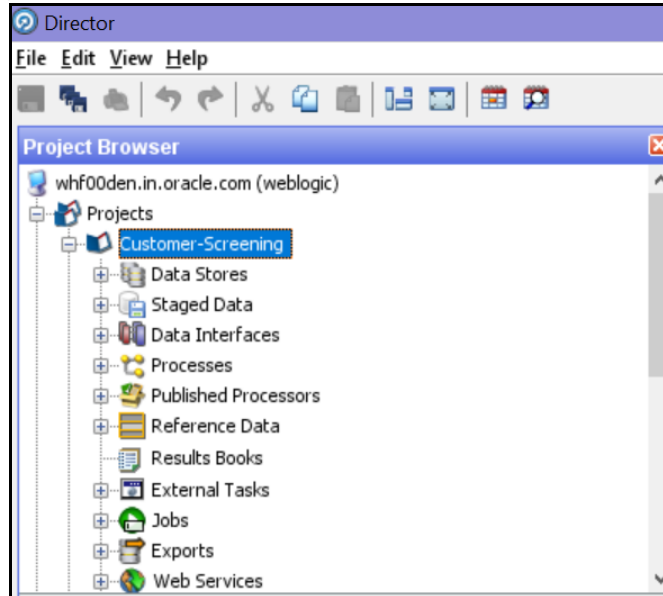 Director
File Edit View Help
Project Browser
whf00den.in.oracle.com (weblogic)
Projects
Customer-Screening
Data Stores
Staged Data
Data Interfaces
Processes
Published Processors
Reference Data
Results Books
External Tasks
Jobs
Exports
Web Services